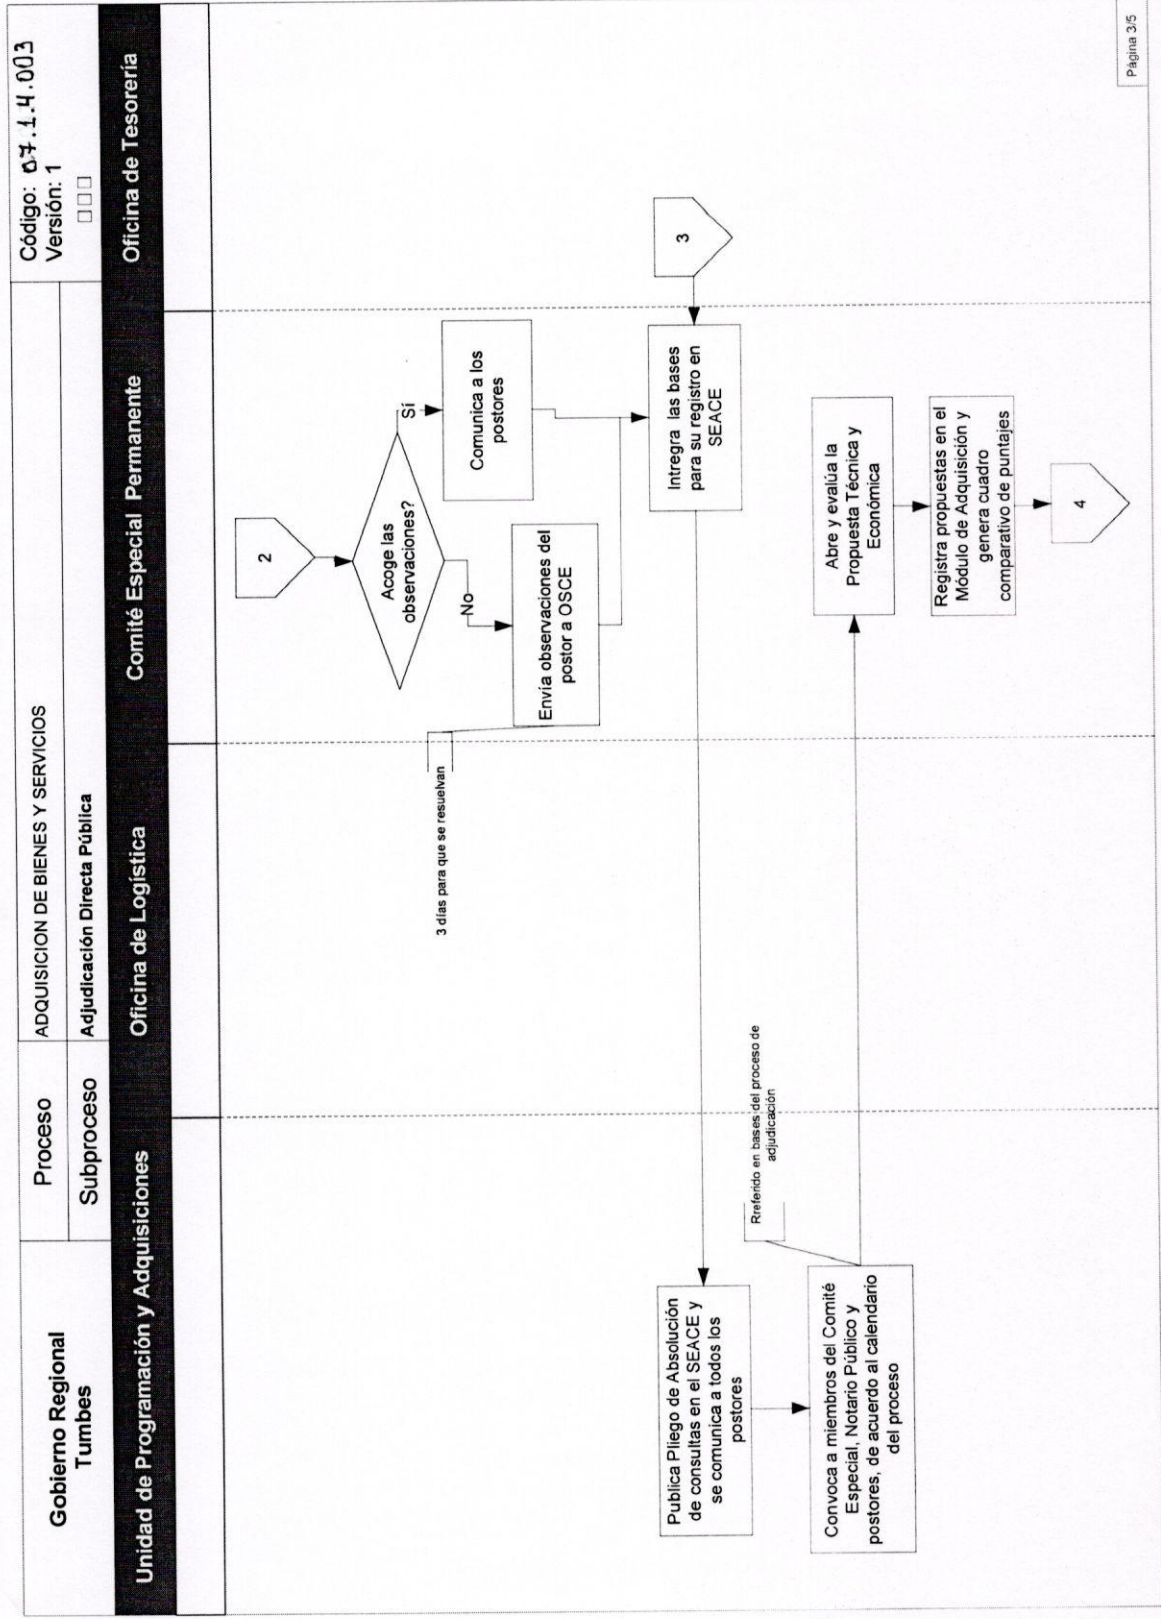 Gobierno Regional
Tumbes
Proceso
ADQUISICION DE BIENES Y SERVICIOS
Subproceso
Adjudicación Directa Pública
Código: 07.1.4.003
Versión: 1
Unidad de Programación y Adquisiciones
Oficina de Logística
Comité Especial Permanente
Oficina de Tesorería
2
Acoge las
observaciones?
Sí
No
Comunica a los
postores
Envía observaciones del
postor a OSCE
3 días para que se resuelvan
3
Intregra las bases
para su registro en
SEACE
Publica Pliego de Absolución
de consultas en el SEACE y
se comunica a todos los
postores
Rreferido en bases del proceso de
adjudicación
Convoca a miembros del Comité
Especial, Notario Público y
postores, de acuerdo al calendario
del proceso
Abre y evalúa la
Propuesta Técnica y
Económica
Registra propuestas en el
Módulo de Adquisición y
genera cuadro
comparativo de puntajes
4
Página 3/5